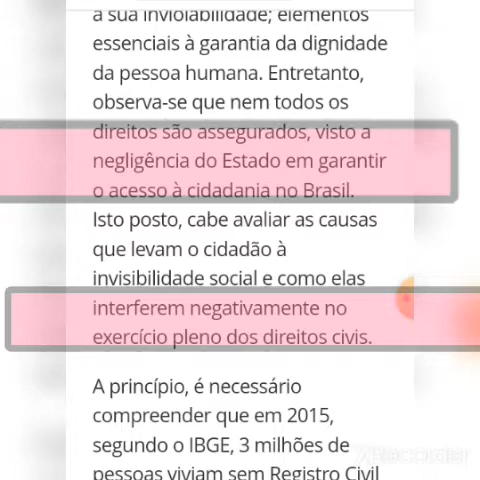 a sua inviolabilidade; elementos
essenciais à garantia da dignidade
da pessoa humana. Entretanto,
observa-se que nem todos os
direitos são assegurados, visto a
negligência do Estado em garantir
o acesso à cidadania no Brasil.
Isto posto, cabe avaliar as causas
que levam o cidadão à
invisibilidade social e como elas
interferem negativamente no
exercício pleno dos direitos civis.
A princípio, é necessário
compreender que em 2015,
segundo o IBGE, 3 milhões de
pessoas viviam sem Registro Civil
XRecorder